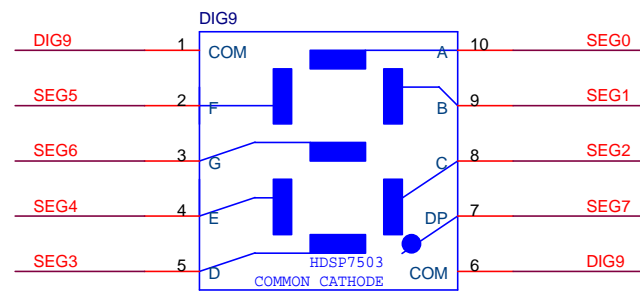 DIG9
DIG9 1 COM A 10 SEG0
SEG5 2 F B 9 SEG1
SEG6 3 G C 8 SEG2
SEG4 4 E DP 7 SEG7
SEG3 5 D HDSP7503 COM 6 DIG9
COMMON CATHODE